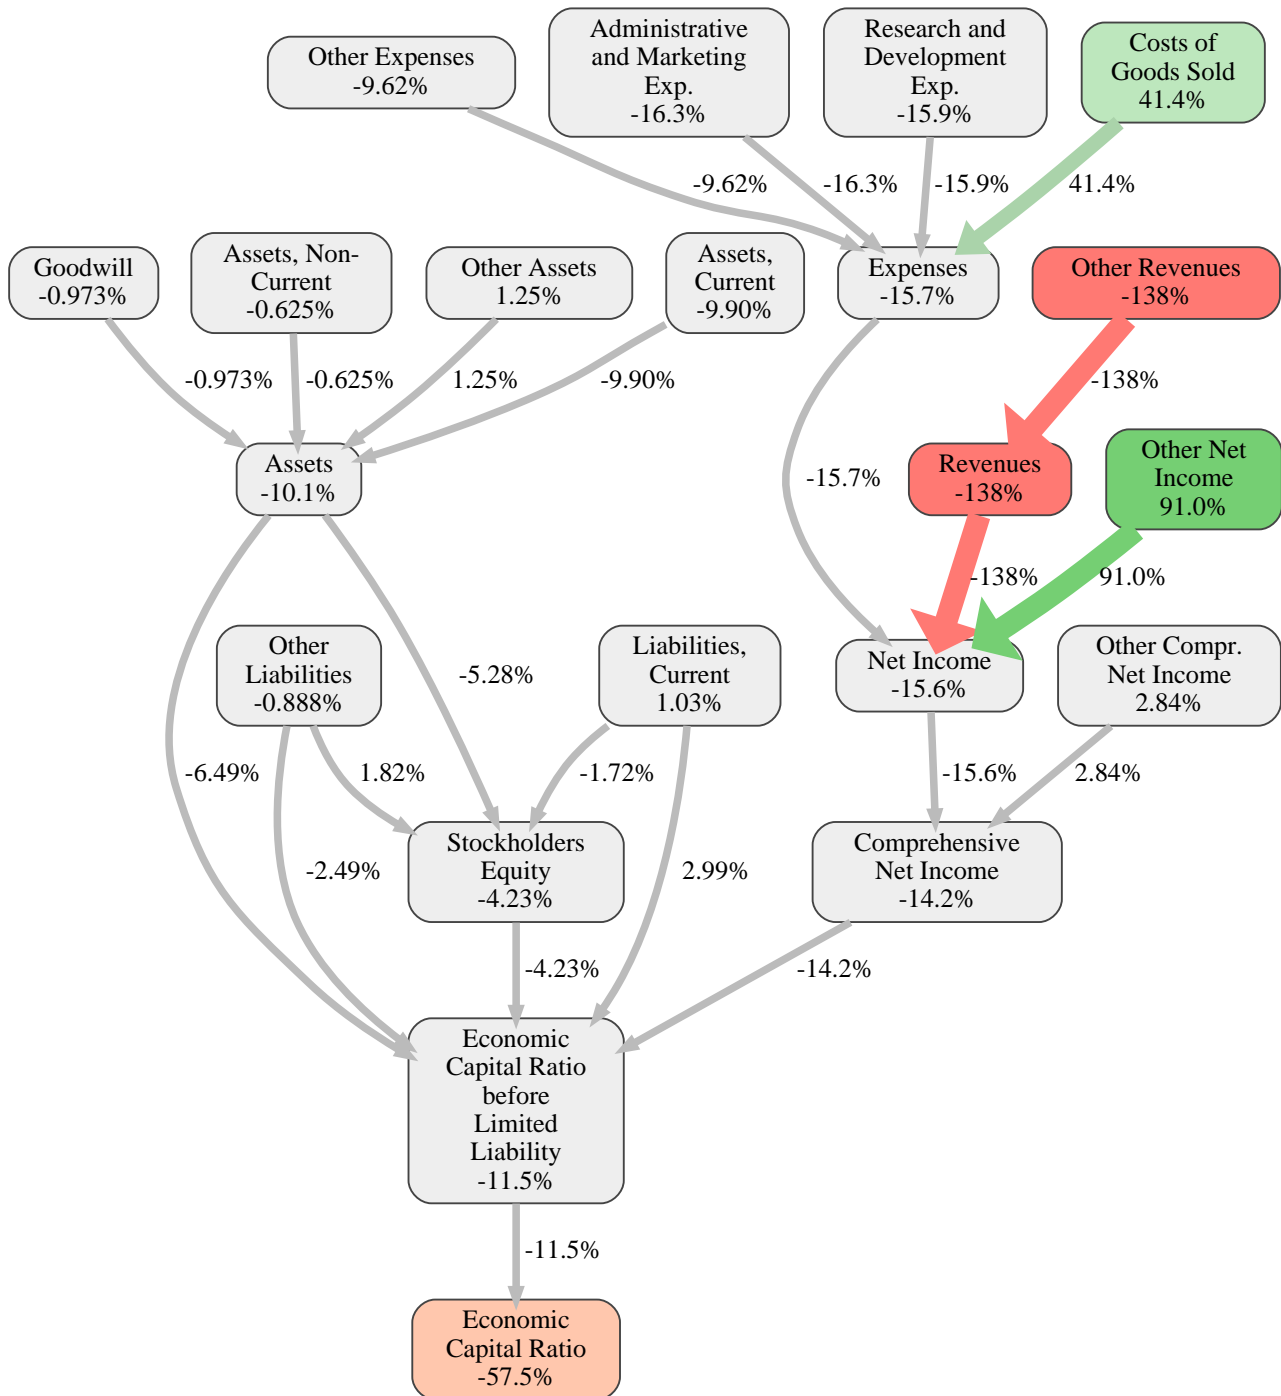 Other Expenses
-9.62%
Administrative
and Marketing
Exp.
-16.3%
Research and
Development
Exp.
-15.9%
Costs of
Goods Sold
41.4%
-9.62%
-16.3%
-15.9%
41.4%
Goodwill
-0.973%
Assets, Non-
Current
-0.625%
Other Assets
1.25%
Assets,
Current
-9.90%
Expenses
-15.7%
Other Revenues
-138%
-0.973%
-0.625%
1.25%
-9.90%
-138%
Assets
-10.1%
-15.7%
Revenues
-138%
Other Net
Income
91.0%
-138%
91.0%
Other
Liabilities
-0.888%
-5.28%
Liabilities,
Current
1.03%
Net Income
-15.6%
Other Compr.
Net Income
2.84%
-6.49%
1.82%
-1.72%
-15.6%
2.84%
-2.49%
Stockholders
Equity
-4.23%
2.99%
Comprehensive
Net Income
-14.2%
-4.23%
-14.2%
Economic
Capital Ratio
before
Limited
Liability
-11.5%
-11.5%
Economic
Capital Ratio
-57.5%